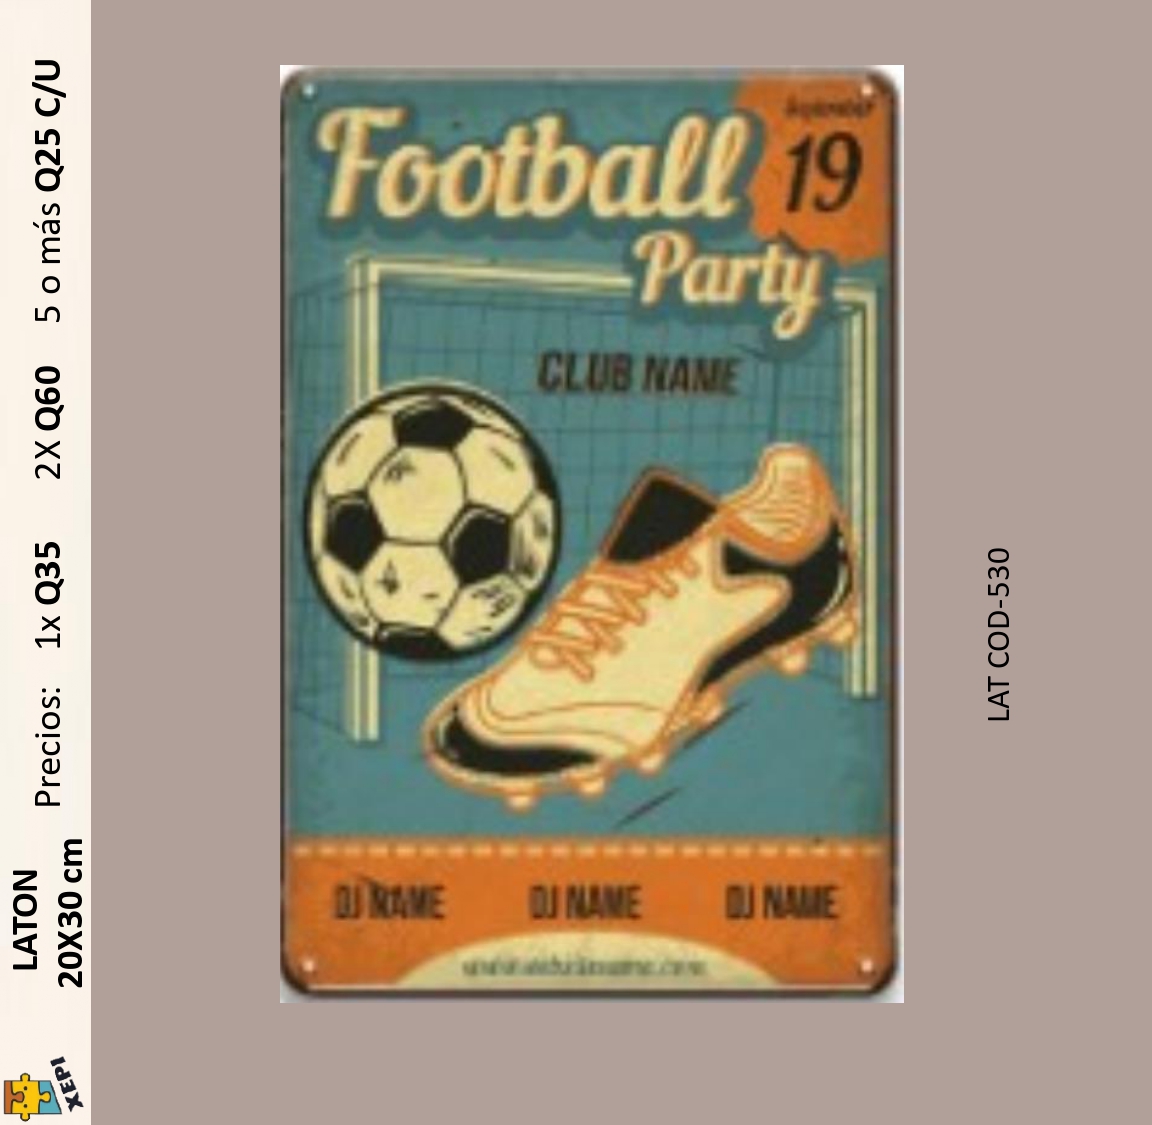 LATON
20X30 cm
Precios: 1x Q35 2X Q60 5 o más Q25 C/U
XEPI
Football
Party
September
19
CLUB NAME
DJ NAME DJ NAME DJ NAME
LAT COD-530